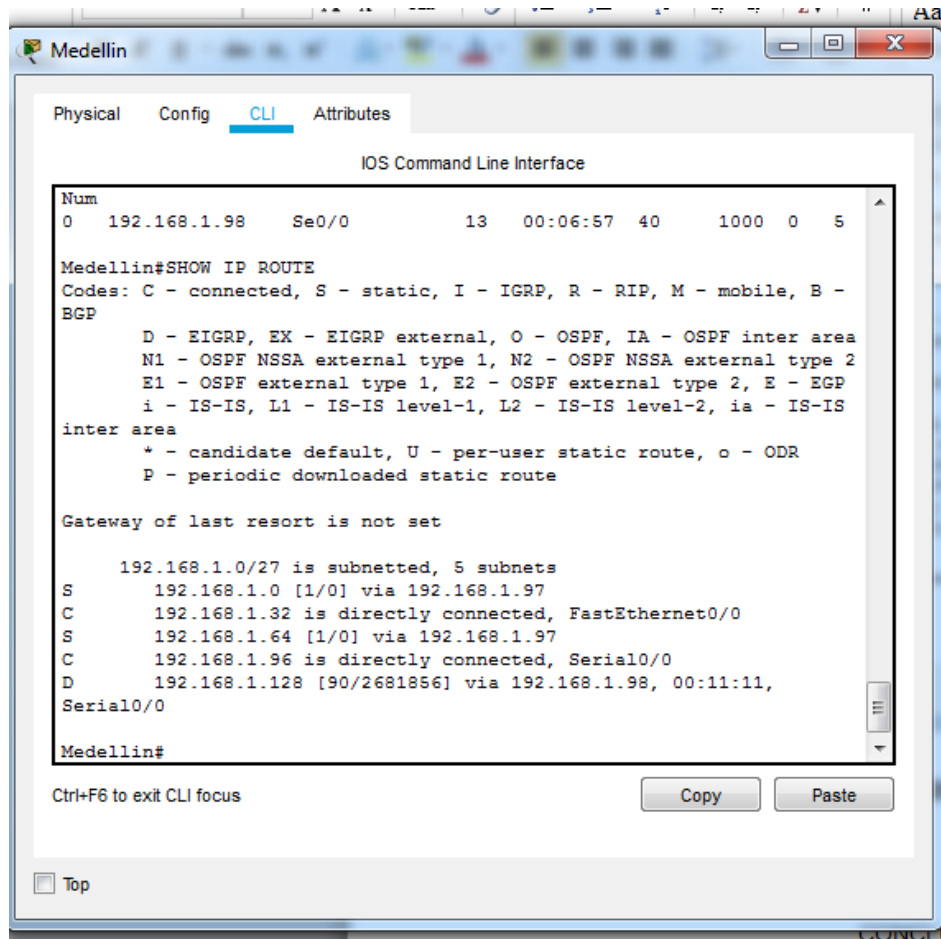 Aa
Medellin
Physical Config CLI Attributes
IOS Command Line Interface
Num
0 192.168.1.98 Se0/0 13 00:06:57 40 1000 0 5
Medellin#SHOW IP ROUTE
Codes: C - connected, S - static, I - IGRP, R - RIP, M - mobile, B -
BGP
D - EIGRP, EX - EIGRP external, O - OSPF, IA - OSPF inter area
N1 - OSPF NSSA external type 1, N2 - OSPF NSSA external type 2
E1 - OSPF external type 1, E2 - OSPF external type 2, E - EGP
i - IS-IS, L1 - IS-IS level-1, L2 - IS-IS level-2, ia - IS-IS
inter area
* - candidate default, U - per-user static route, o - ODR
P - periodic downloaded static route
Gateway of last resort is not set
192.168.1.0/27 is subnetted, 5 subnets
S 192.168.1.0 [1/0] via 192.168.1.97
C 192.168.1.32 is directly connected, FastEthernet0/0
S 192.168.1.64 [1/0] via 192.168.1.97
C 192.168.1.96 is directly connected, Serial0/0
D 192.168.1.128 [90/2681856] via 192.168.1.98, 00:11:11,
Serial0/0
Medellin#
Ctrl+F6 to exit CLI focus Copy Paste
Top